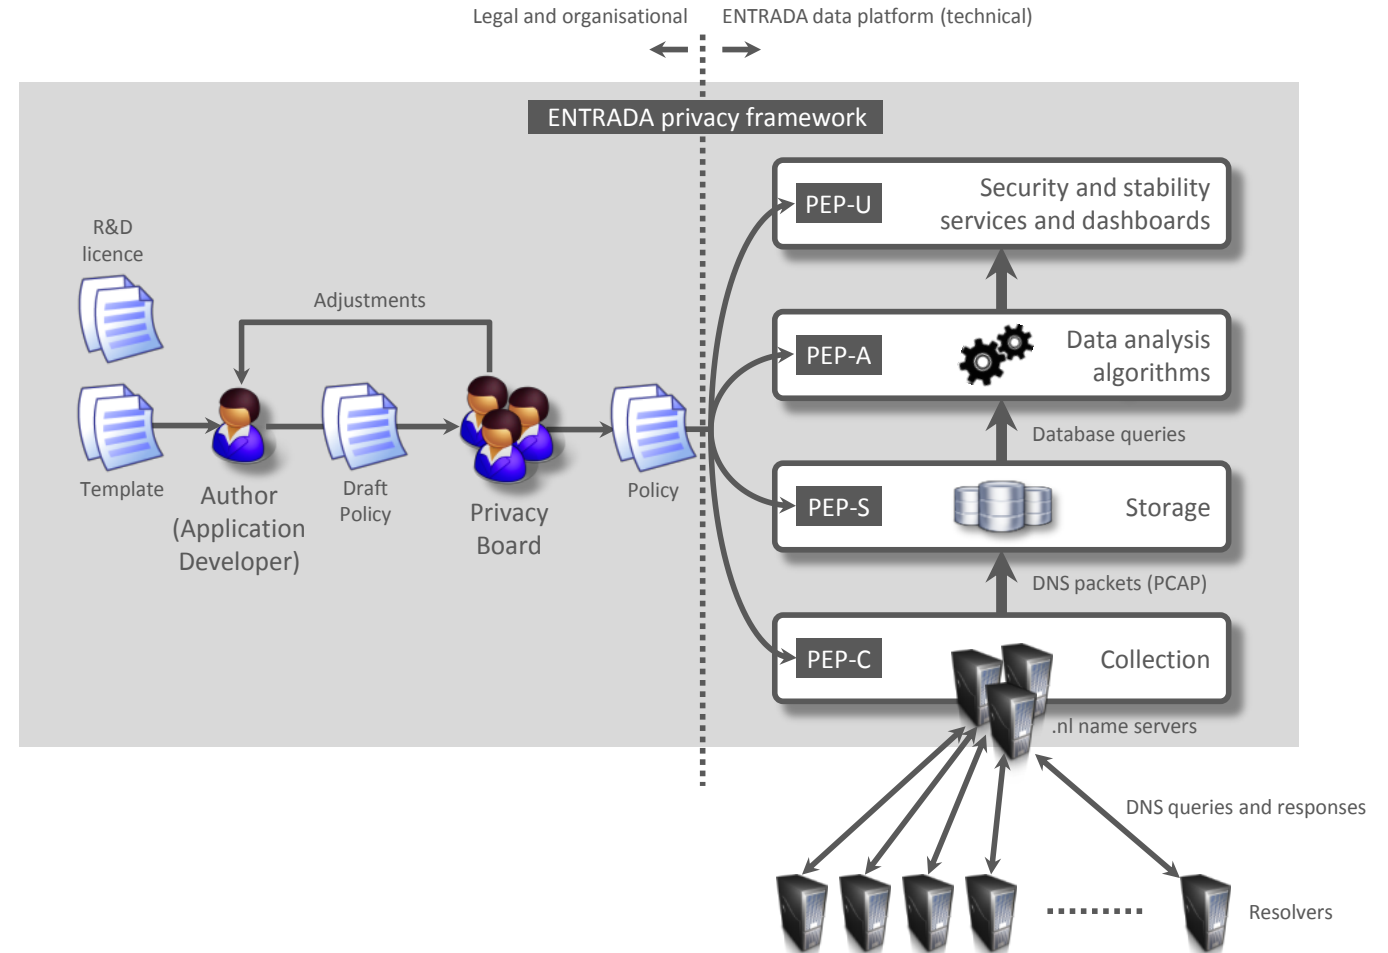 Legal and organisational
ENTRADA data platform (technical)
ENTRADA privacy framework
R&D
licence
Adjustments
Template
Author
(Application
Developer)
Draft
Policy
Privacy
Board
Policy
PEP-U
Security and stability
services and dashboards
PEP-A
Data analysis
algorithms
Database queries
PEP-S
Storage
DNS packets (PCAP)
PEP-C
Collection
.nl name servers
DNS queries and responses
Resolvers